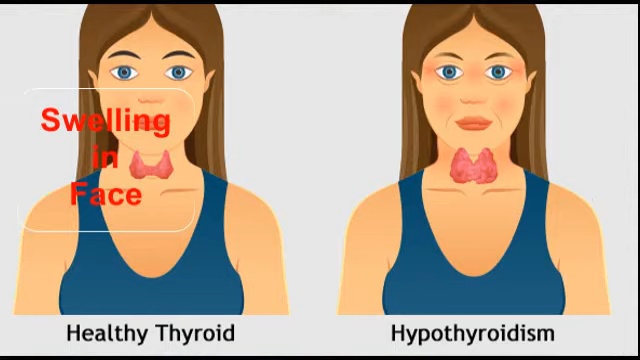 Swelling
in
Face
Healthy Thyroid
Hypothyroidism